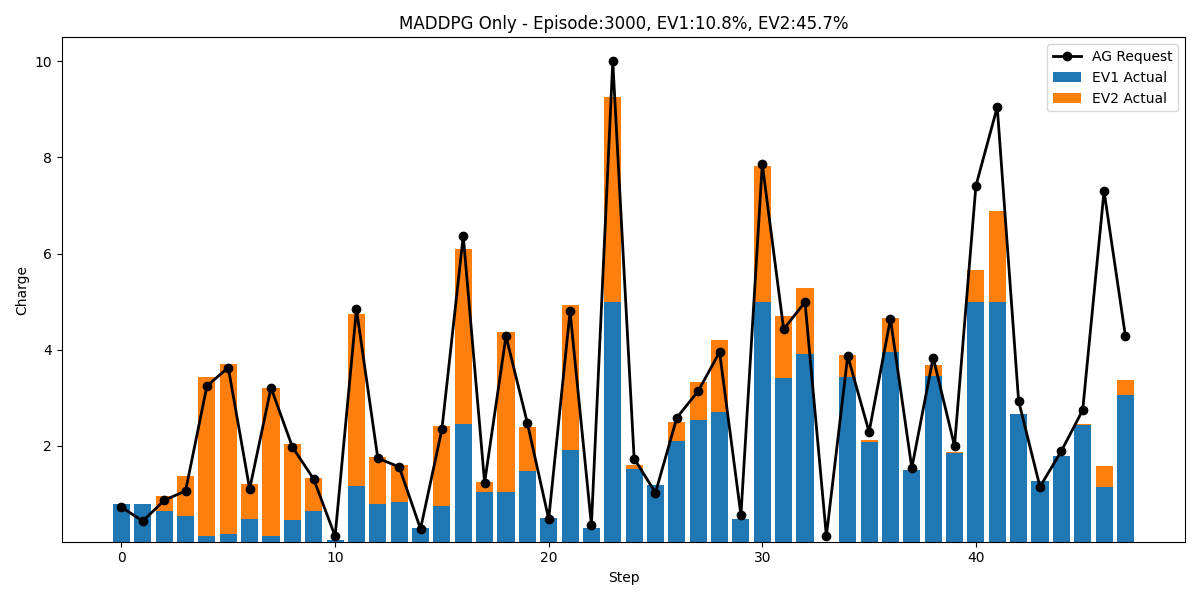 MADDPG Only - Episode:3000, EV1:10.8%, EV2:45.7%
AG Request
EV1 Actual
EV2 Actual
10
8
6
4
2
Charge
0
10
20
30
40
Step